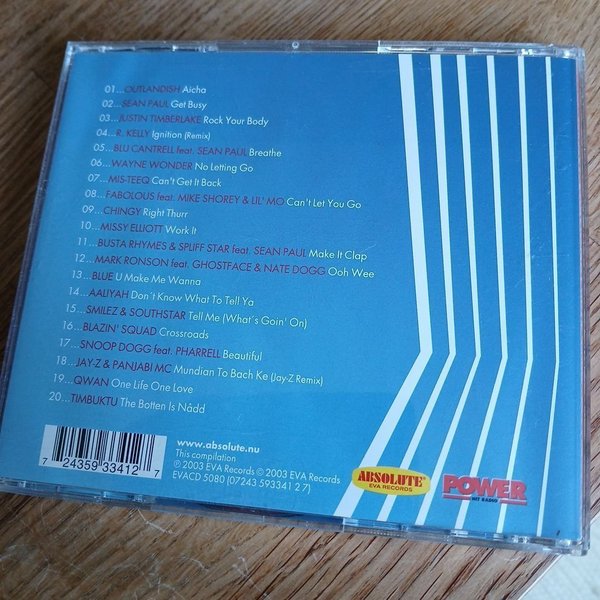 01...OUTLANDISH Aicha
02...SEAN PAUL Get Busy
03...JUSTIN TIMBERLAKE Rock Your Body
04...R. KELLY Ignition (Remix)
05...BLU CANTRELL feat. SEAN PAUL Breathe
06...WAYNE WONDER No Letting Go
07...MIS-TEEQ Can't Get It Back
08...FABOLOUS feat. MIKE SHOREY & LIL' MO Can't Let You Go
09...CHINGY Right Thurr
10...MISSY ELLIOTT Work It
11...BUSTA RHYMES & SPLIFF STAR feat. SEAN PAUL Make It Clap
12...MARK RONSON feat. GHOSTFACE & NATE DOGG Ooh Wee
13...BLUE U Make Me Wanna
14...AALIYAH Don´t Know What To Tell Ya
15...SMILEZ & SOUTHSTAR Tell Me (What´s Goin' On)
16...BLAZIN' SQUAD Crossroads
17...SNOOP DOGG feat. PHARRELL Beautiful
18...JAY-Z & PANJABI MC Mundian To Bach Ke (Jay-Z Remix)
19...QWAN One Life One Love
20...TIMBUKTU The Botten Is Nådd
7 24359 33412 7
www.absolute.nu
This compilation
℗ 2003 EVA Records © 2003 EVA Records
EVACD 5080 (07243 593341 2 7)
ABSOLUTE
EVA RECORDS
POWER
HIT RADIO